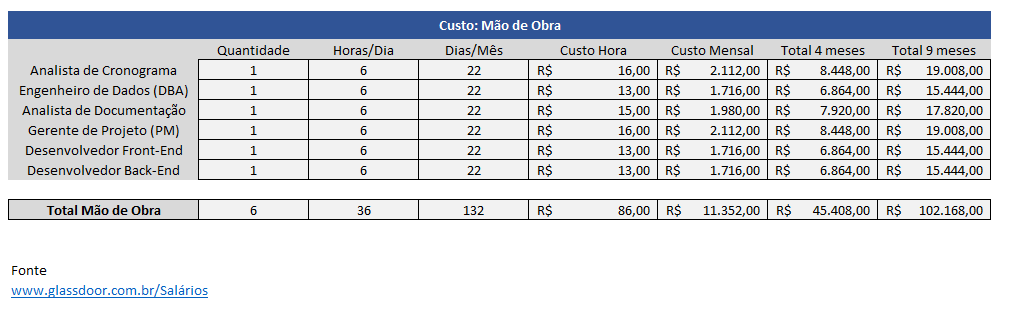 Custo: Mão de Obra
Quantidade Horas/Dia Dias/Mês Custo Hora Custo Mensal Total 4 meses Total 9 meses
Analista de Cronograma 1 6 22 R$ 16,00 R$ 2.112,00 R$ 8.448,00 R$ 19.008,00
Engenheiro de Dados (DBA) 1 6 22 R$ 13,00 R$ 1.716,00 R$ 6.864,00 R$ 15.444,00
Analista de Documentação 1 6 22 R$ 15,00 R$ 1.980,00 R$ 7.920,00 R$ 17.820,00
Gerente de Projeto (PM) 1 6 22 R$ 16,00 R$ 2.112,00 R$ 8.448,00 R$ 19.008,00
Desenvolvedor Front-End 1 6 22 R$ 13,00 R$ 1.716,00 R$ 6.864,00 R$ 15.444,00
Desenvolvedor Back-End 1 6 22 R$ 13,00 R$ 1.716,00 R$ 6.864,00 R$ 15.444,00
Total Mão de Obra 6 36 132 R$ 86,00 R$ 11.352,00 R$ 45.408,00 R$ 102.168,00
Fonte
www.glassdoor.com.br/Salários